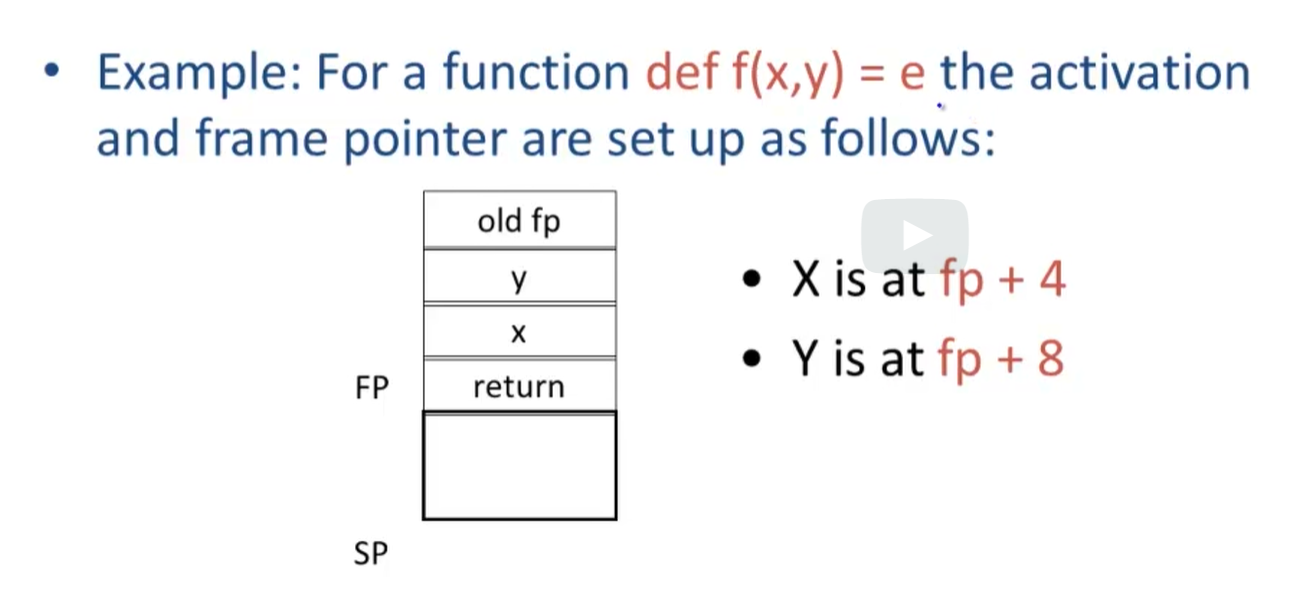 • Example: For a function def f(x,y) = e the activation
and frame pointer are set up as follows:
old fp
y
x
FP return
SP
• X is at fp + 4
• Y is at fp + 8